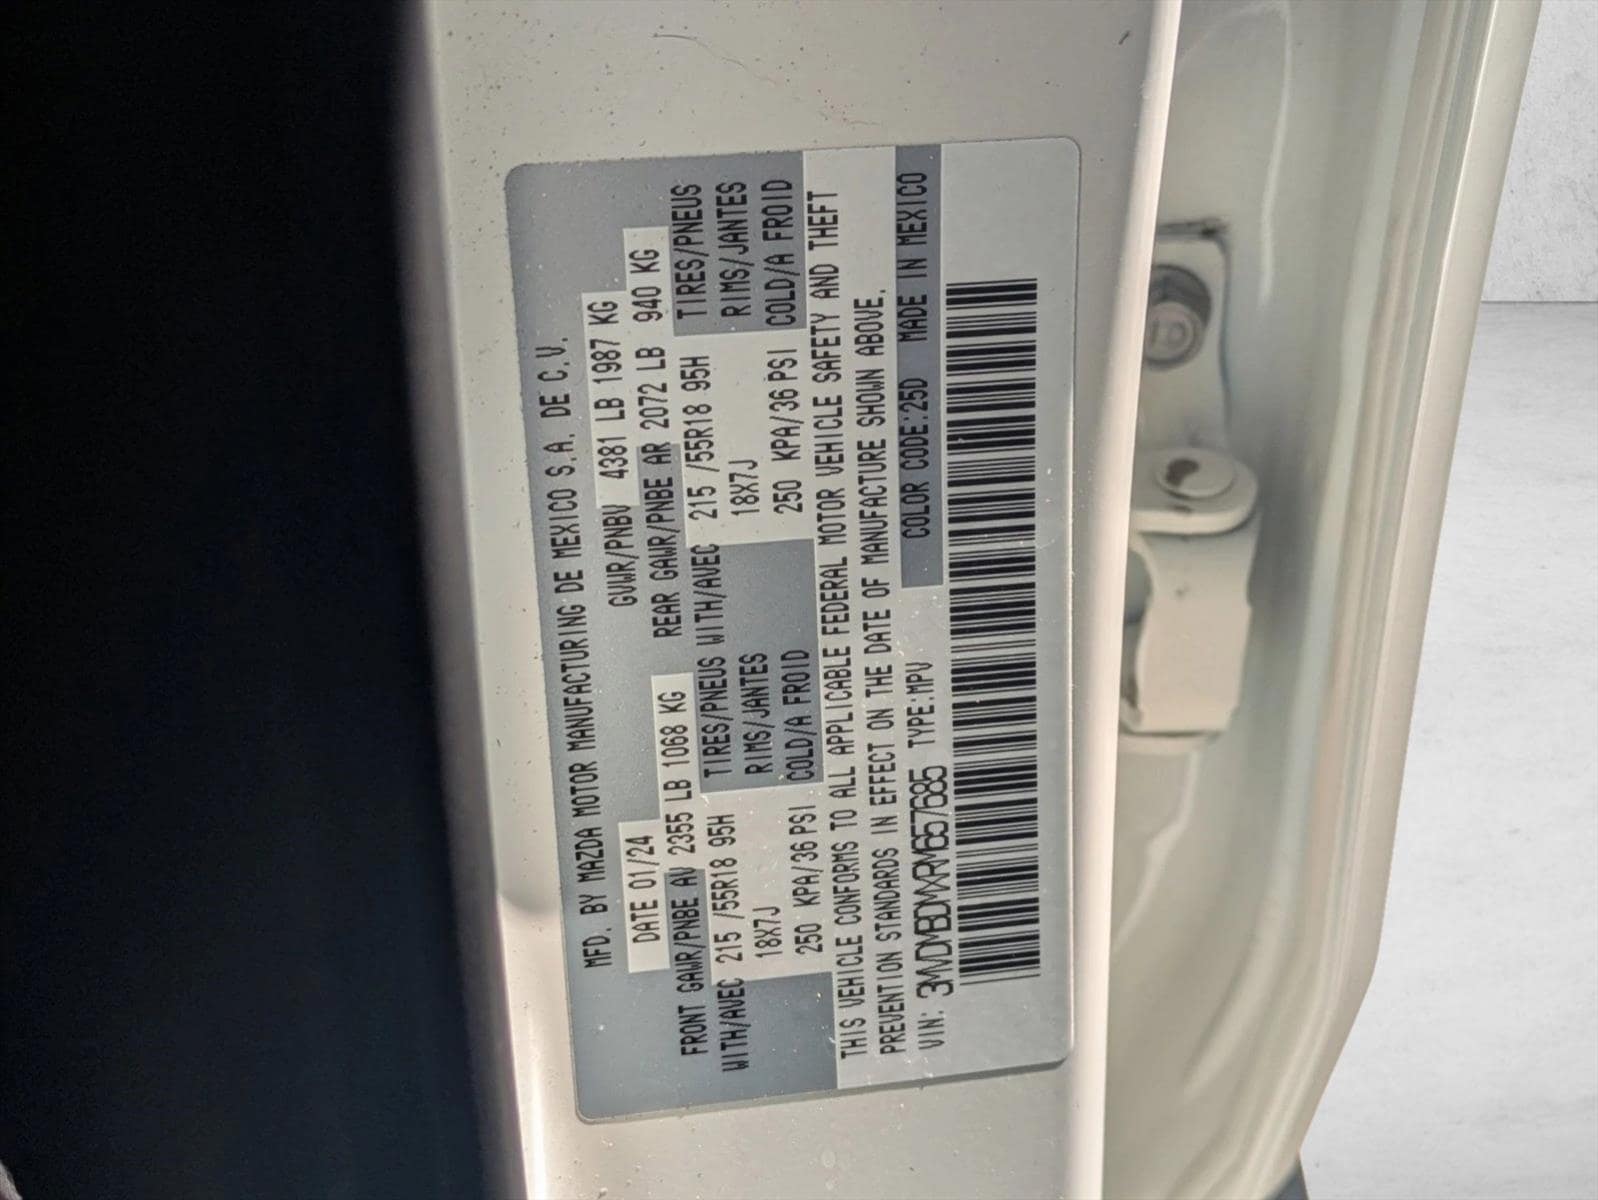 MFD. BY MAZDA MOTOR MANUFACTURING DE MEXICO S.A. DE C.V.
DATE 01/24 GVWR/PNBV 4381 LB 1987 KG
FRONT GAWR/PNBE AV 2355 LB 1068 KG REAR GAWR/PNBE AR 2072 LB 940 KG
WITH/AVEC 215 /55R18 95H TIRES/PNEUS WITH/AVEC 215 /55R18 95H TIRES/PNEUS
18X7J RIMS/JANTES 18X7J RIMS/JANTES
250 KPA/36 PSI COLD/A FROID 250 KPA/36 PSI COLD/A FROID
THIS VEHICLE CONFORMS TO ALL APPLICABLE FEDERAL MOTOR VEHICLE SAFETY AND THEFT
PREVENTION STANDARDS IN EFFECT ON THE DATE OF MANUFACTURE SHOWN ABOVE.
VIN: 3MVDMBDMXRM657685 TYPE:MPV COLOR CODE:25D MADE IN MEXICO